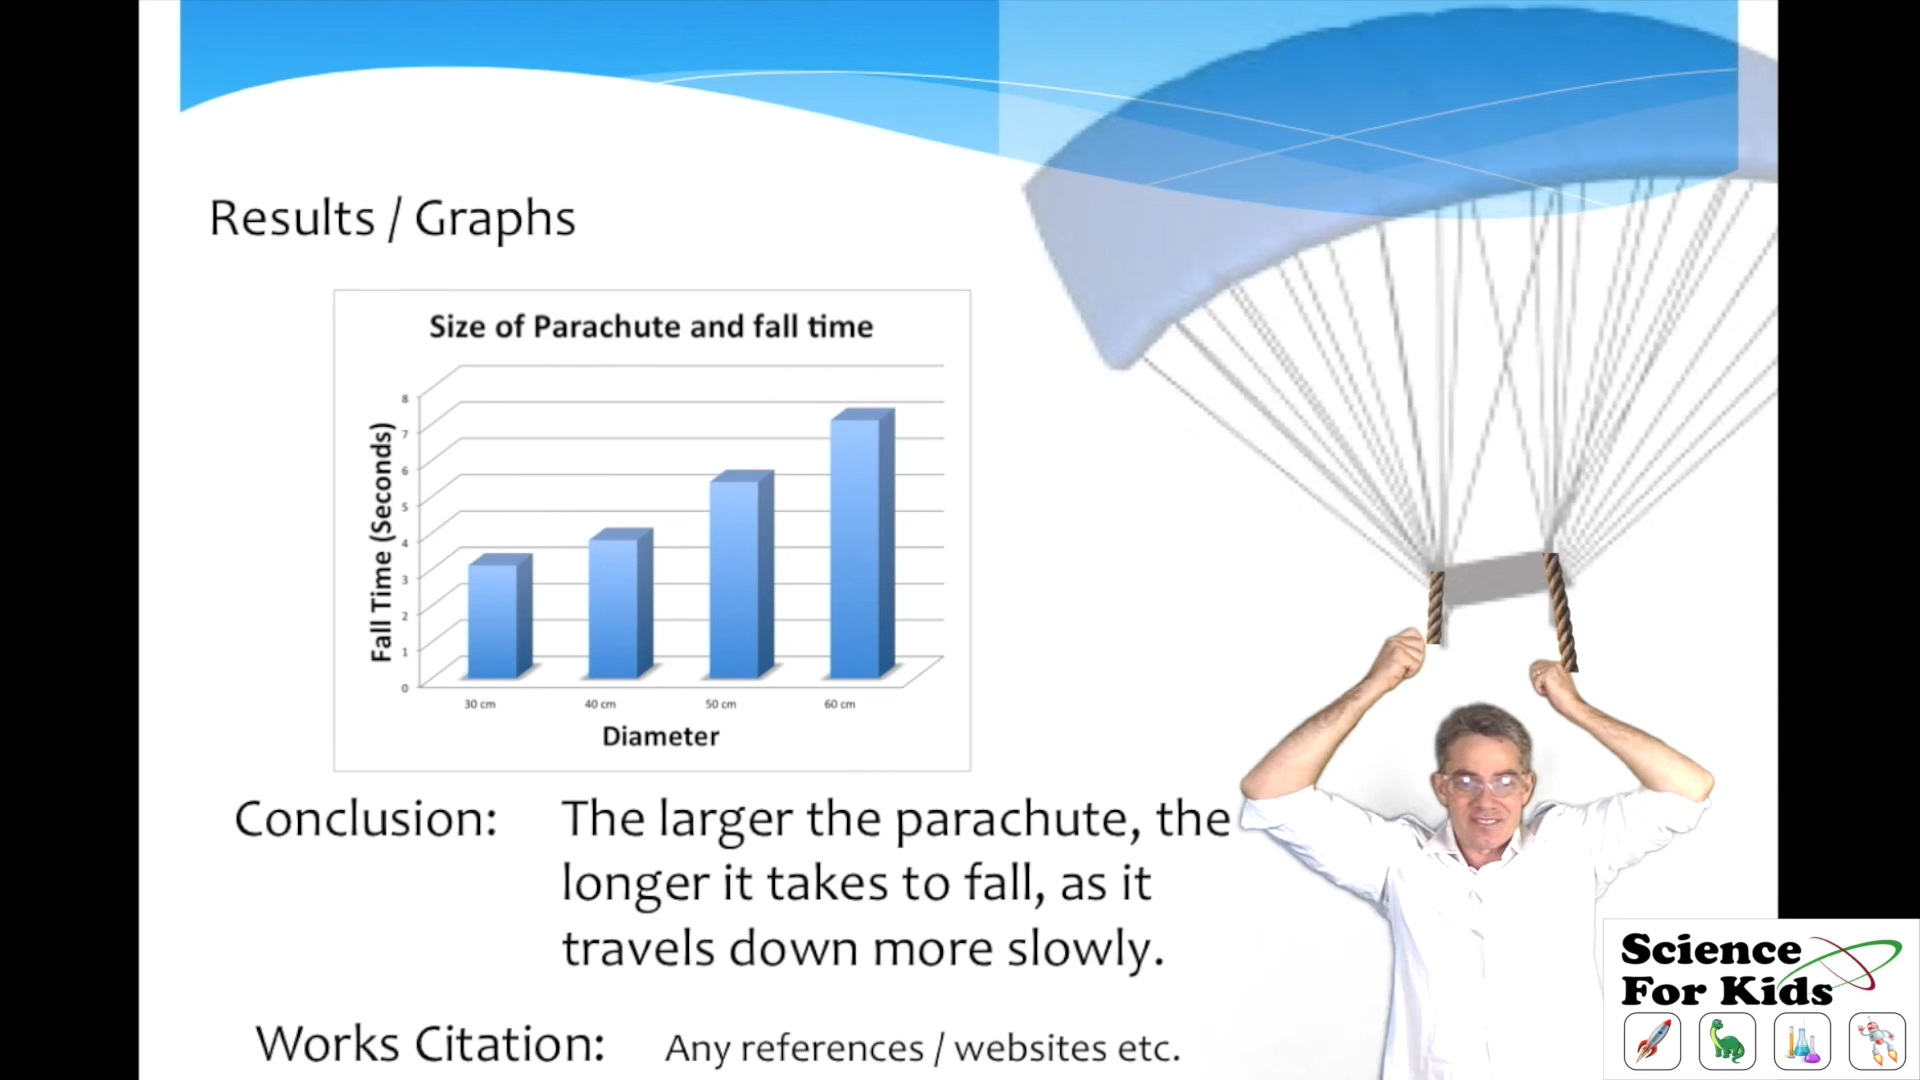 Results / Graphs
Size of Parachute and fall time
Fall Time (Seconds)
8
7
6
5
4
3
2
1
0
30 cm 40 cm 50 cm 60 cm
Diameter
Conclusion: The larger the parachute, the
longer it takes to fall, as it
travels down more slowly.
Works Citation: Any references / websites etc.
Science
For Kids